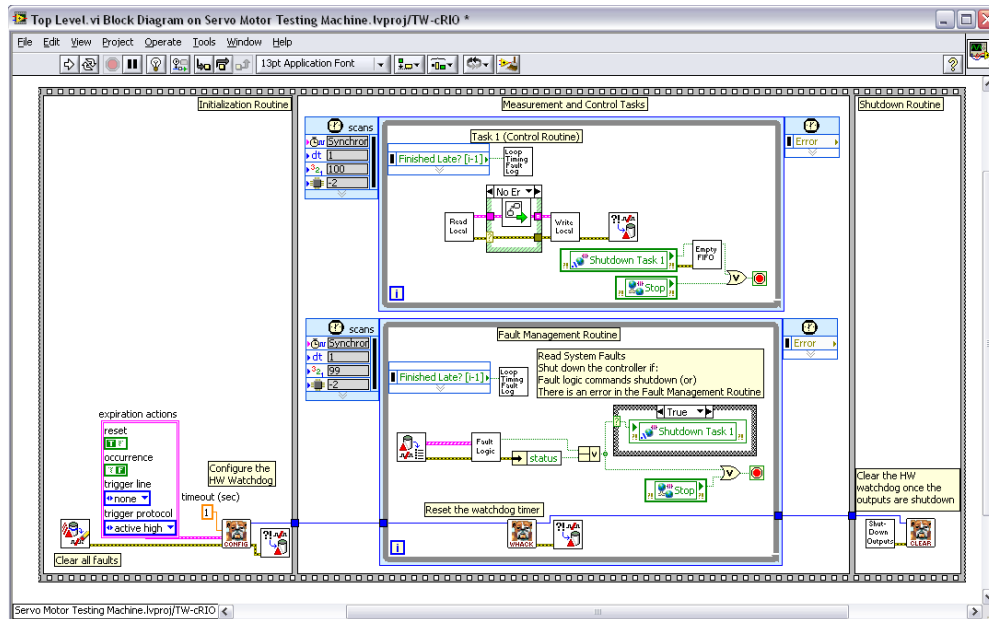 Top Level.vi Block Diagram on Servo Motor Testing Machine.lvproj/TW-cRIO *
File Edit View Project Operate Tools Window Help
13pt Application Font
Initialization Routine
Measurement and Control Tasks
Shutdown Routine
scans
Synchron
dt 1
100
-2
Task 1 (Control Routine)
Finished Late? [i-1]
Loop
Timing
Fault
Log
Error
No Er
Read
Local
Write
Local
Shutdown Task 1
Empty
FIFO
Stop
i
scans
Synchron
dt 1
99
-2
Fault Management Routine
Finished Late? [i-1]
Loop
Timing
Fault
Log
Read System Faults
Shut down the controller if:
Fault logic commands shutdown (or)
There is an error in the Fault Management Routine
Error
True
Shutdown Task 1
Fault
Logic
status
Stop
Reset the watchdog timer
WHACK
i
expiration actions
reset
T F
occurrence
T F
trigger line
none
trigger protocol
active high
Configure the
HW Watchdog
timeout (sec)
1
CONFIG
Clear all faults
Clear the HW
watchdog once the
outputs are shutdown
Shut-
Down
Outputs
CLEAR
Servo Motor Testing Machine.lvproj/TW-cRIO